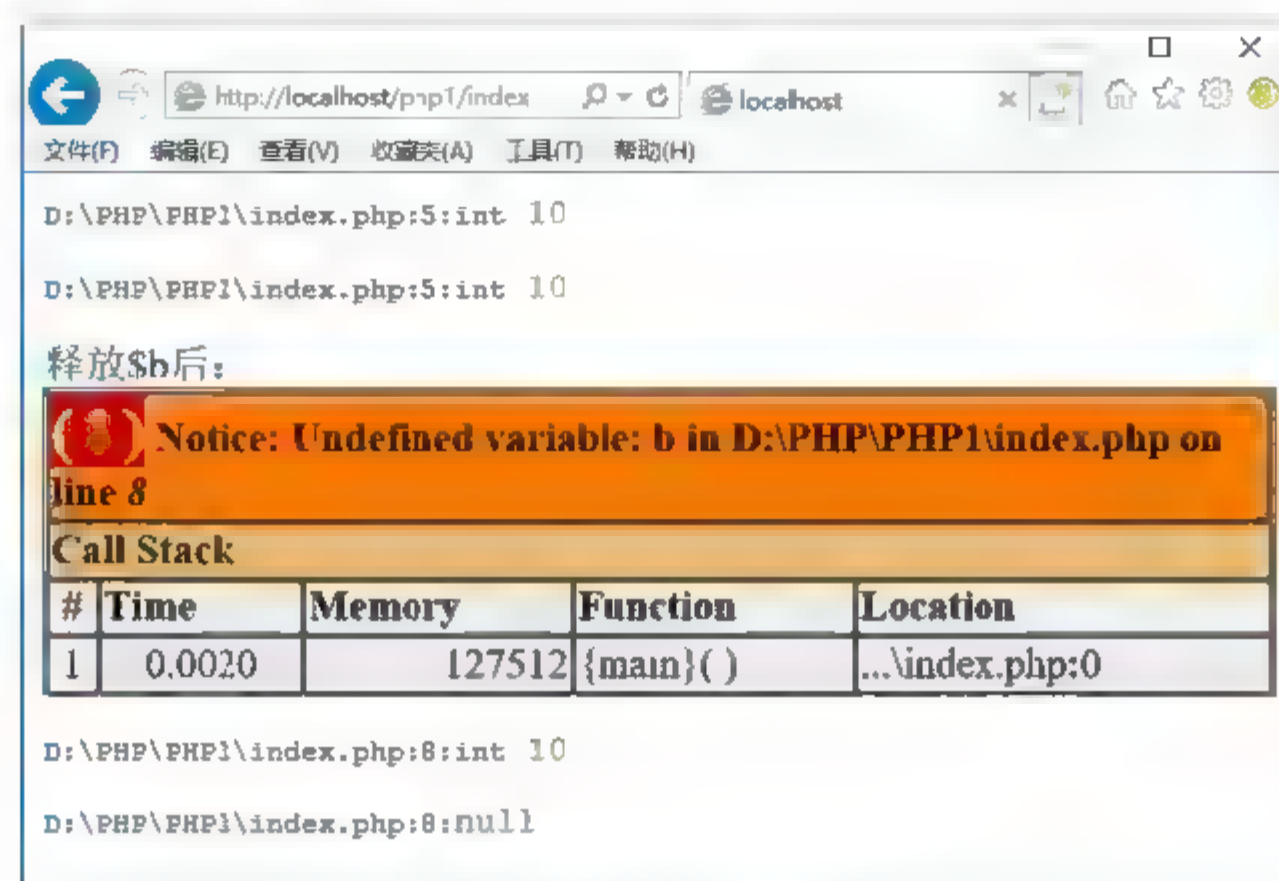 http://localhost/php1/index localhost
文件(F) 编辑(E) 查看(V) 收藏夹(A) 工具(T) 帮助(H)
D:\PHP\PHP1\index.php:5:int 10
D:\PHP\PHP1\index.php:5:int 10
释放$b后:
(!) Notice: Undefined variable: b in D:\PHP\PHP1\index.php on
line 8
Call Stack
# Time Memory Function Location
1 0.0020 127512 {main}( ) ...\index.php:0
D:\PHP\PHP1\index.php:8:int 10
D:\PHP\PHP1\index.php:8:null